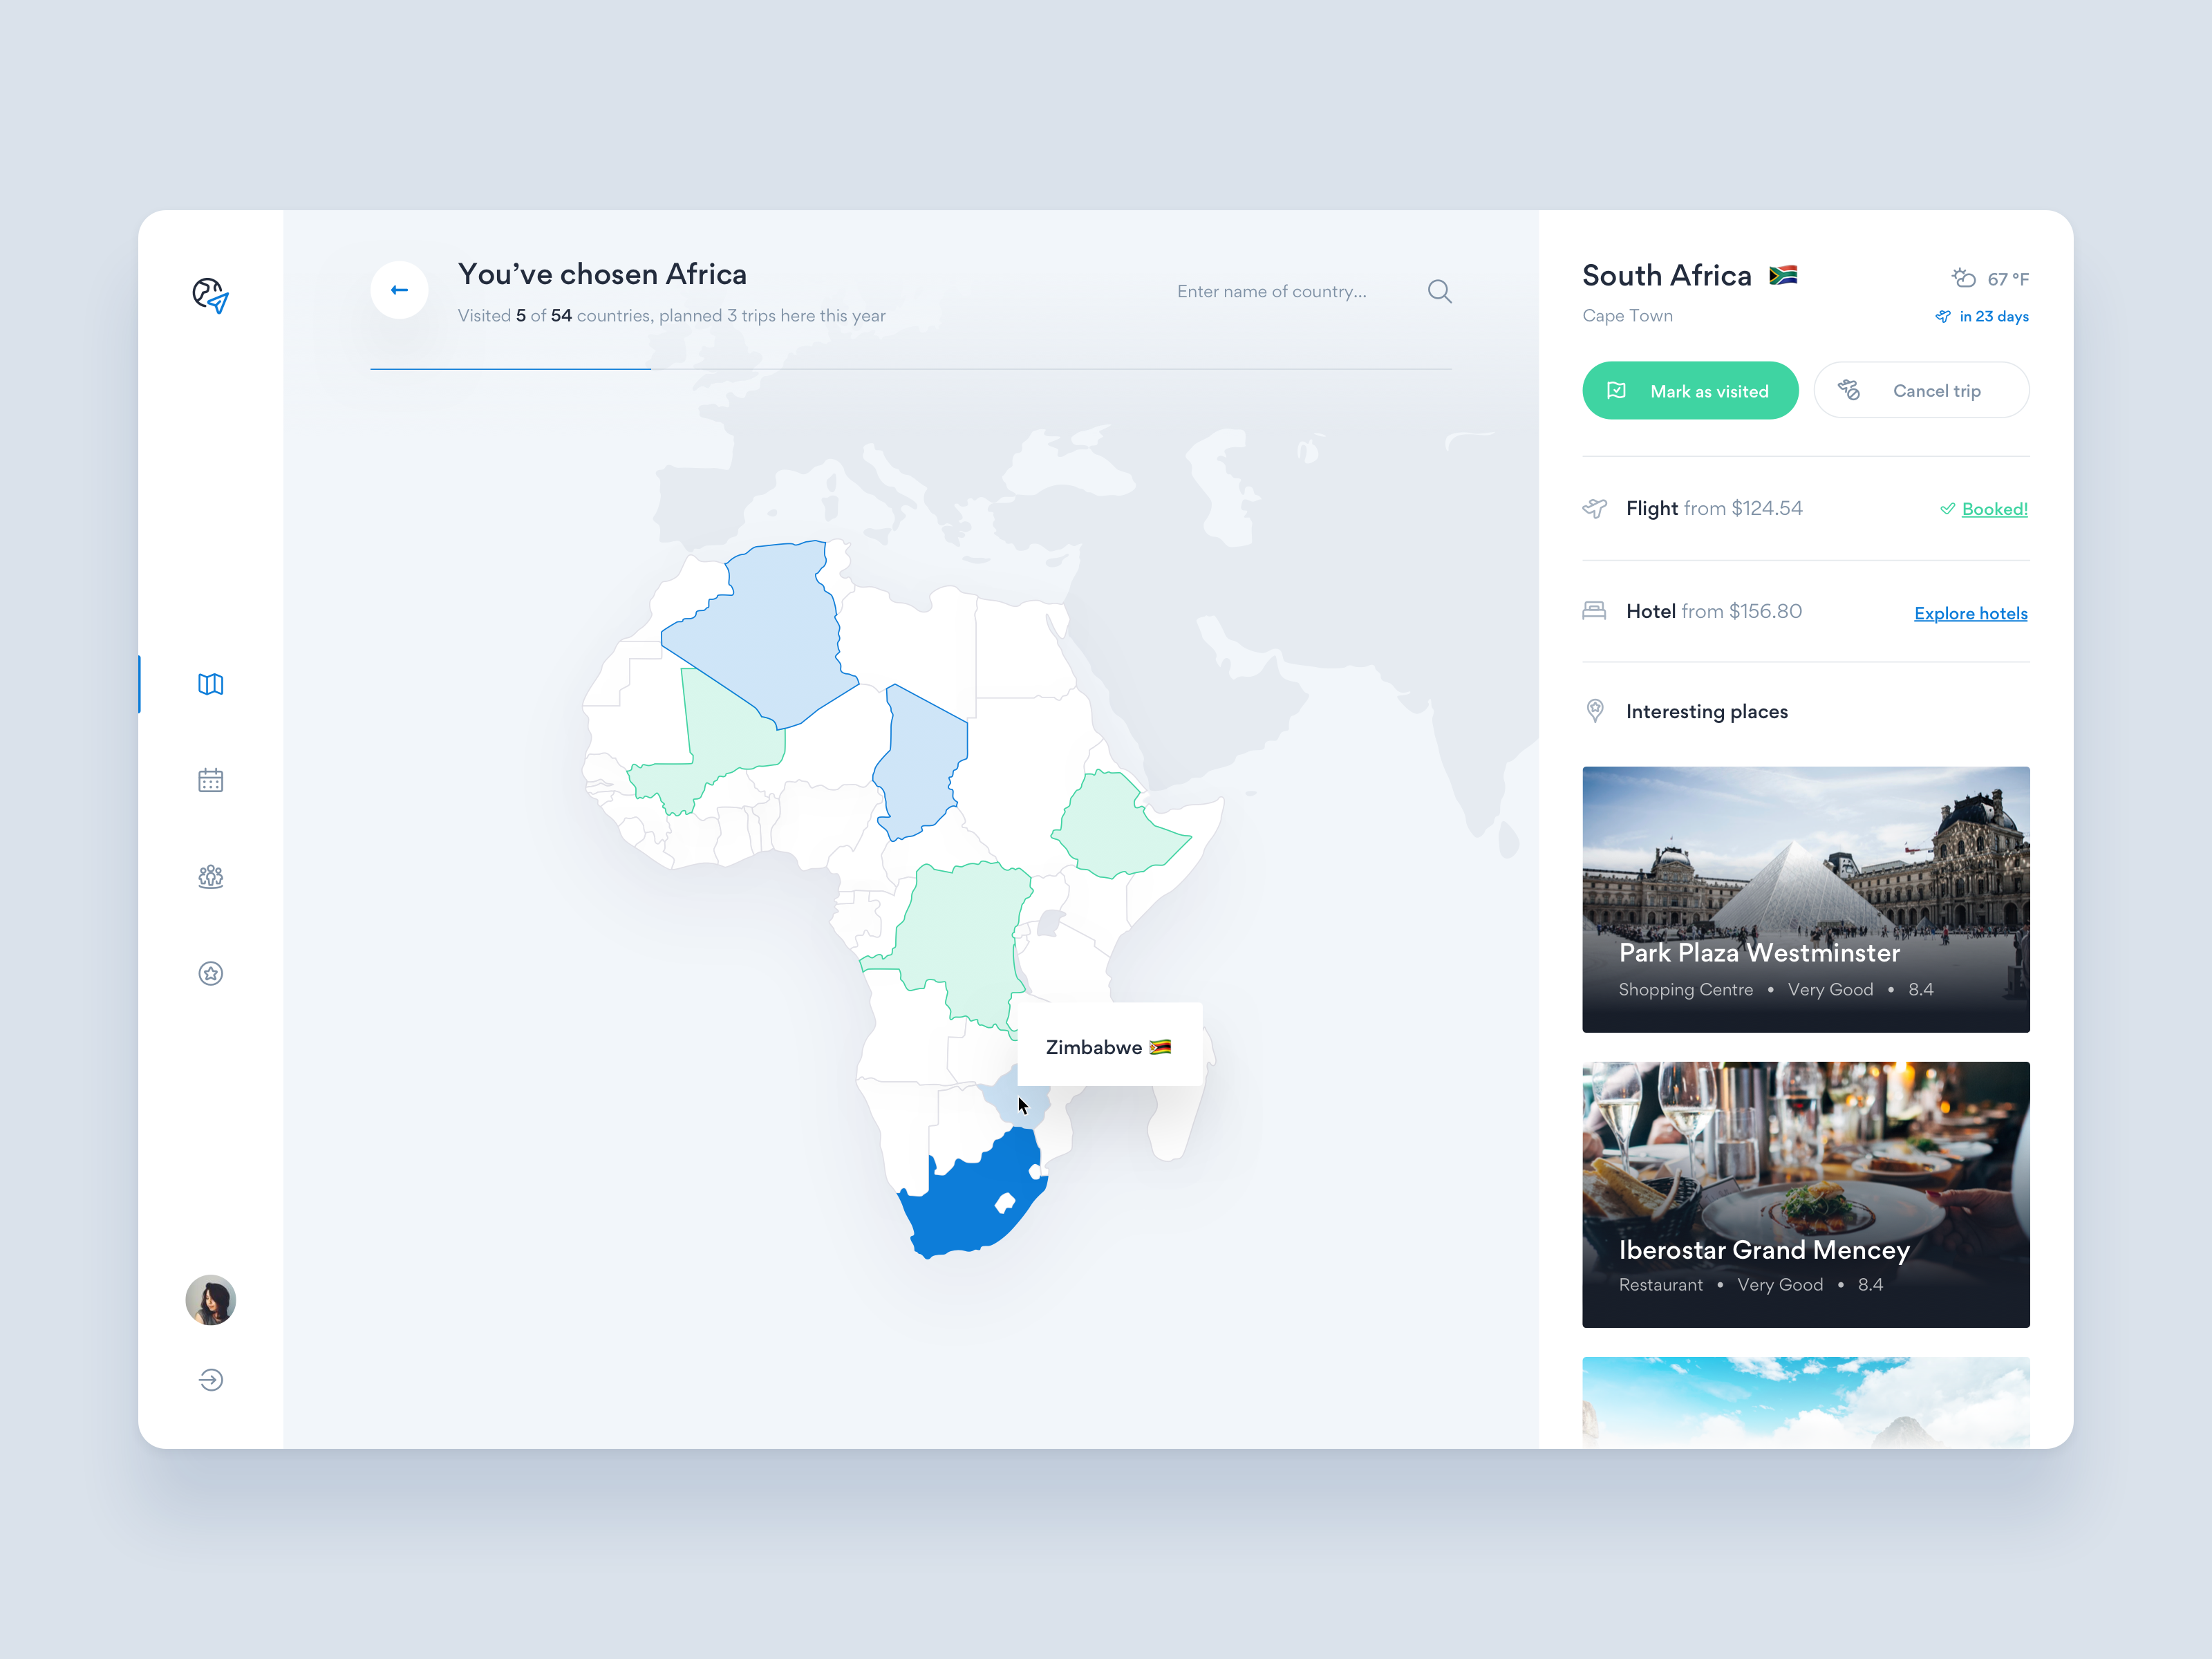 You’ve chosen Africa
Visited 5 of 54 countries, planned 3 trips here this year
Enter name of country...
Zimbabwe
South Africa
67 °F
Cape Town
in 23 days
Mark as visited
Cancel trip
Flight from $124.54
Booked!
Hotel from $156.80
Explore hotels
Interesting places
Park Plaza Westminster
Shopping Centre • Very Good • 8.4
Iberostar Grand Mencey
Restaurant • Very Good • 8.4